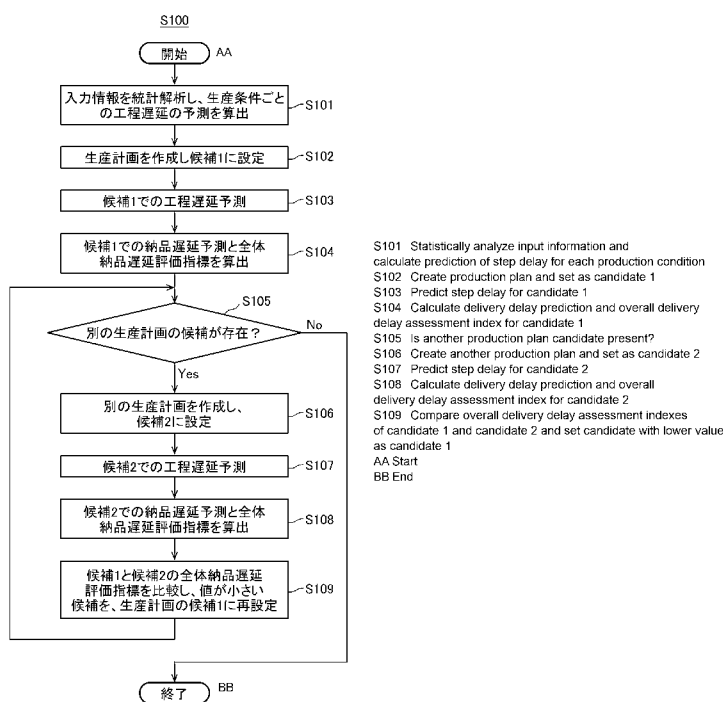 S100
開始 AA
入力情報を統計解析し、生産条件ごと
の工程遅延の予測を算出
S101
生産計画を作成し候補1に設定
S102
候補1での工程遅延予測
S103
候補1での納品遅延予測と全体
納品遅延評価指標を算出
S104
S105
別の生産計画の候補が存在？
No
Yes
別の生産計画を作成し、
候補2に設定
S106
候補2での工程遅延予測
S107
候補2での納品遅延予測と全体
納品遅延評価指標を算出
S108
候補1と候補2の全体納品遅延
評価指標を比較し、値が小さい
候補を、生産計画の候補1に再設定
S109
終了 BB
S101 Statistically analyze input information and
calculate prediction of step delay for each production condition
S102 Create production plan and set as candidate 1
S103 Predict step delay for candidate 1
S104 Calculate delivery delay prediction and overall delivery
delay assessment index for candidate 1
S105 Is another production plan candidate present?
S106 Create another production plan and set as candidate 2
S107 Predict step delay for candidate 2
S108 Calculate delivery delay prediction and overall
delivery delay assessment index for candidate 2
S109 Compare overall delivery delay assessment indexes
of candidate 1 and candidate 2 and set candidate with lower value
as candidate 1
AA Start
BB End